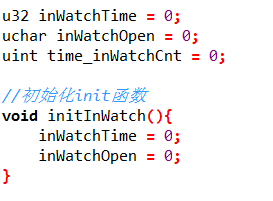 u32 inWatchTime = 0;
uchar inWatchOpen = 0;
uint time_inWatchCnt = 0;
//初始化init函数
void initInWatch(){
inWatchTime = 0;
inWatchOpen = 0;
}